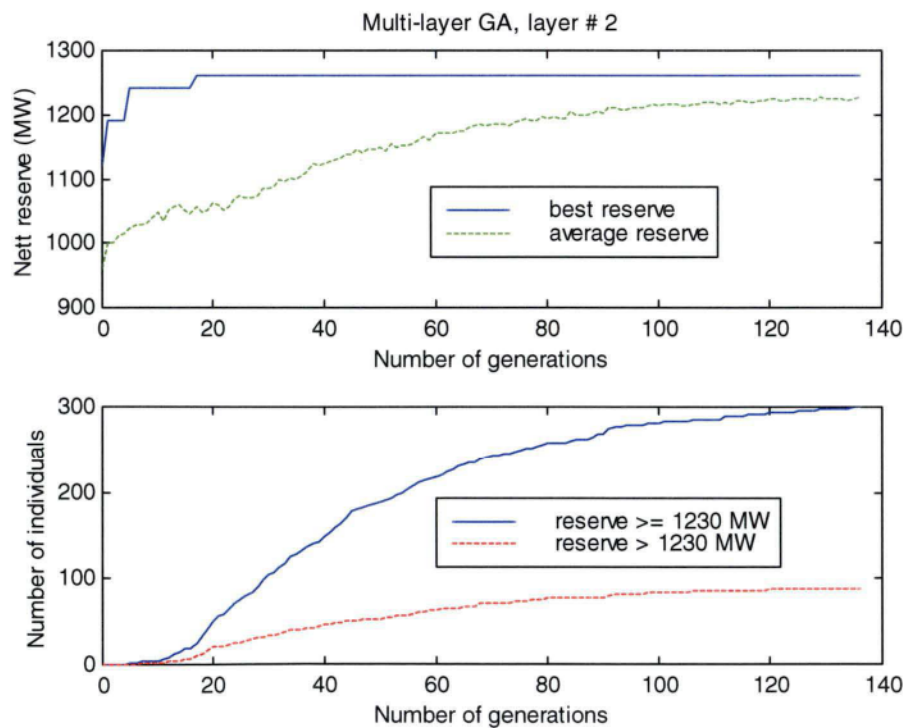 Multi-layer GA, layer # 2
1300
1200
1100
1000
900
Nett reserve (MW)
best reserve
average reserve
0
20
40
60
80
100
120
140
Number of generations
300
200
100
0
Number of individuals
reserve >= 1230 MW
reserve > 1230 MW
0
20
40
60
80
100
120
140
Number of generations